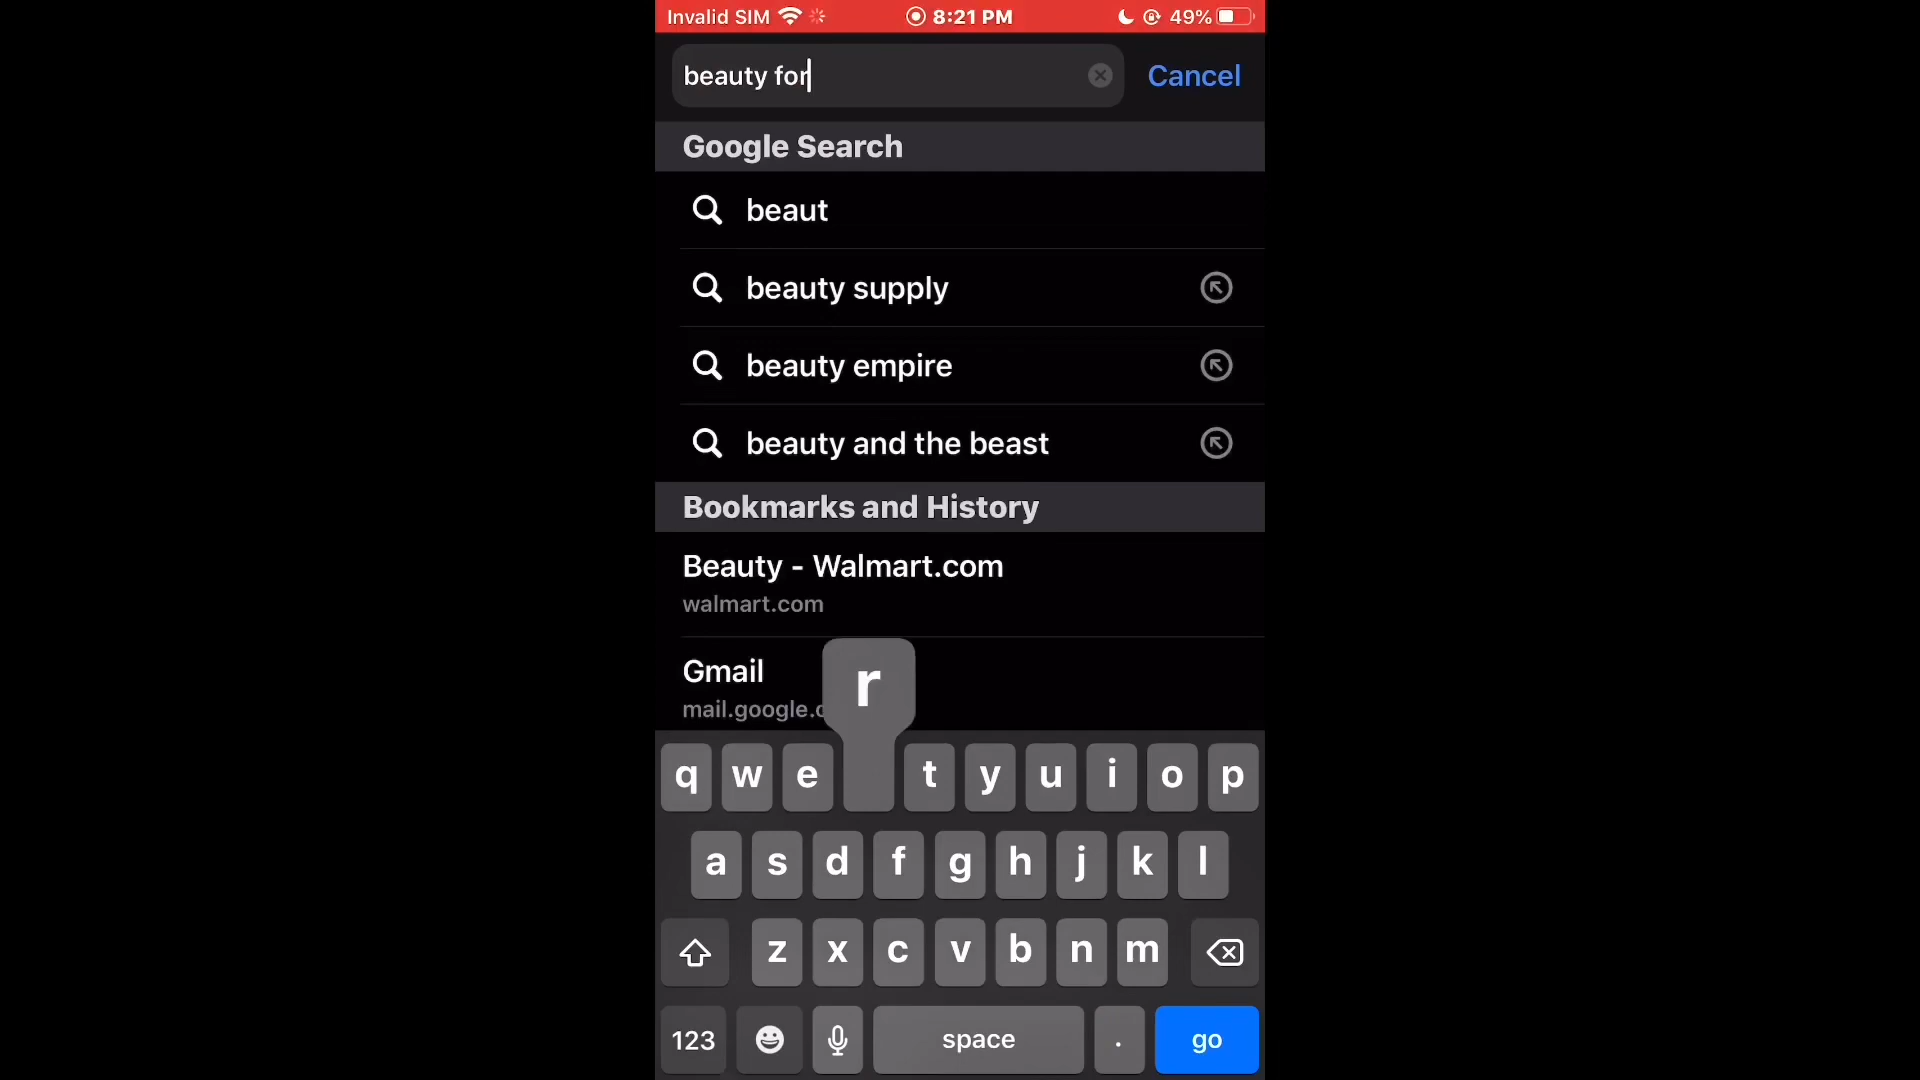 Invalid SIM 8:21 PM 49%
beauty for Cancel
Google Search
beaut
beauty supply
beauty empire
beauty and the beast
Bookmarks and History
Beauty - Walmart.com
walmart.com
Gmail
mail.google.c
r
q w e t y u i o p
a s d f g h j k l
z x c v b n m
123 space . go